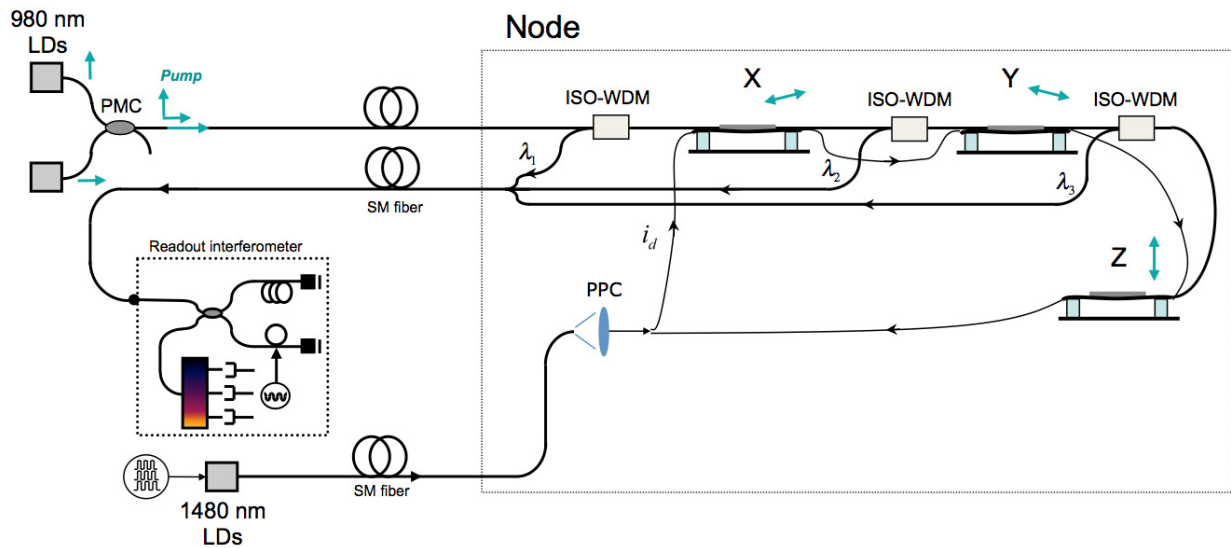 980 nm
LDs
Node
Pump
PMC
ISO-WDM
X
ISO-WDM
Y
ISO-WDM
λ1
λ2
λ3
SM fiber
Readout interferometer
i_d
Z
PPC
SM fiber
1480 nm
LDs